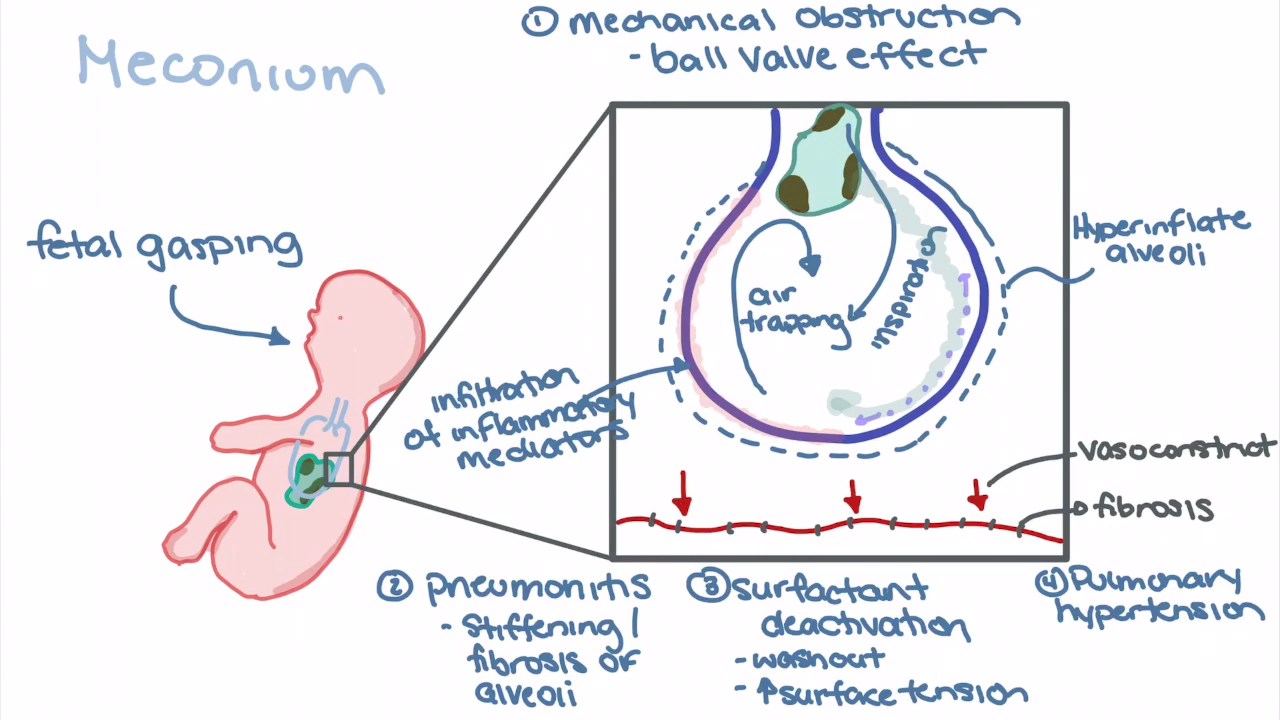 Meconium
① mechanical obstruction
- ball valve effect
fetal gasping
Hyperinflate
alveoli
air
trapping
infiltration
of inflammatory
mediators
vasoconstrict
fibrosis
② pneumonitis
- stiffening/
fibrosis of
alveoli
③ surfactant
deactivation
- washout
- ↑ surface tension
④ Pulmonary
hypertension